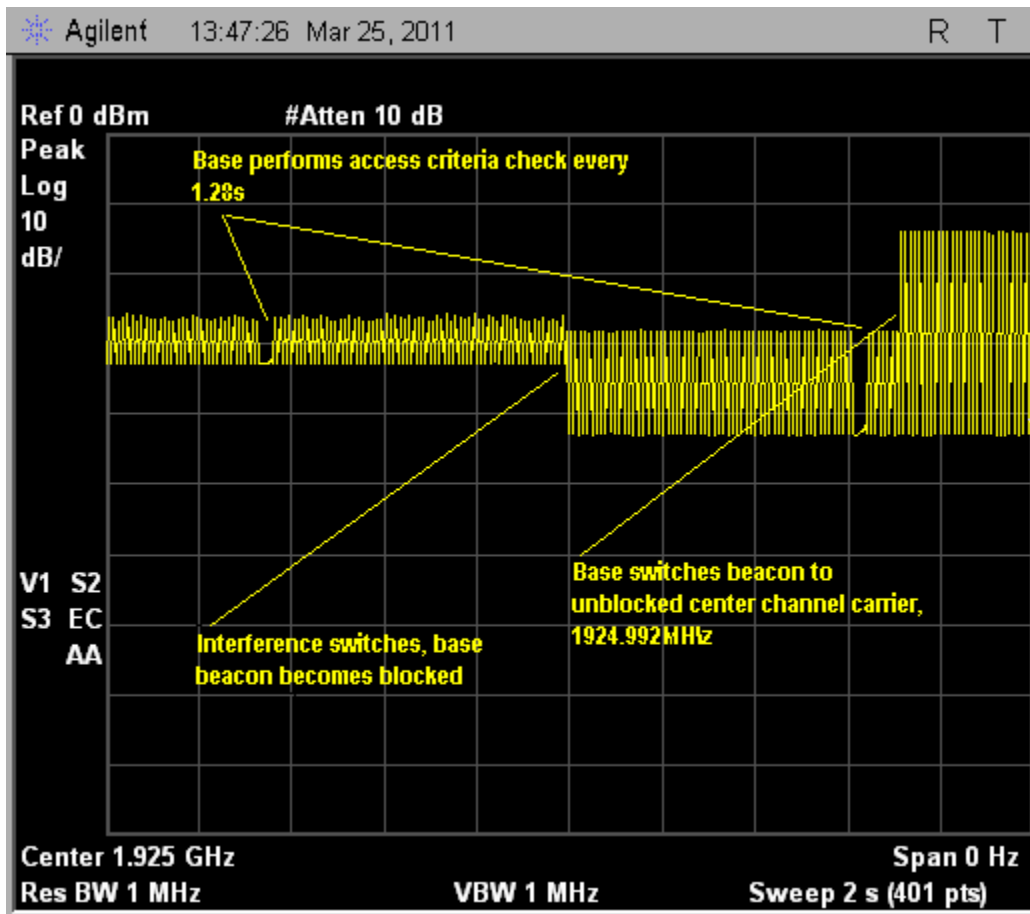 Agilent 13:47:26 Mar 25, 2011 R T
Ref 0 dBm #Atten 10 dB
Peak
Log
10
dB/
Base performs access criteria check every
1.28s
V1 S2
S3 EC
AA
Interference switches, base
beacon becomes blocked
Base switches beacon to
unblocked center channel carrier,
1924.992MHz
Center 1.925 GHz Span 0 Hz
Res BW 1 MHz VBW 1 MHz Sweep 2 s (401 pts)